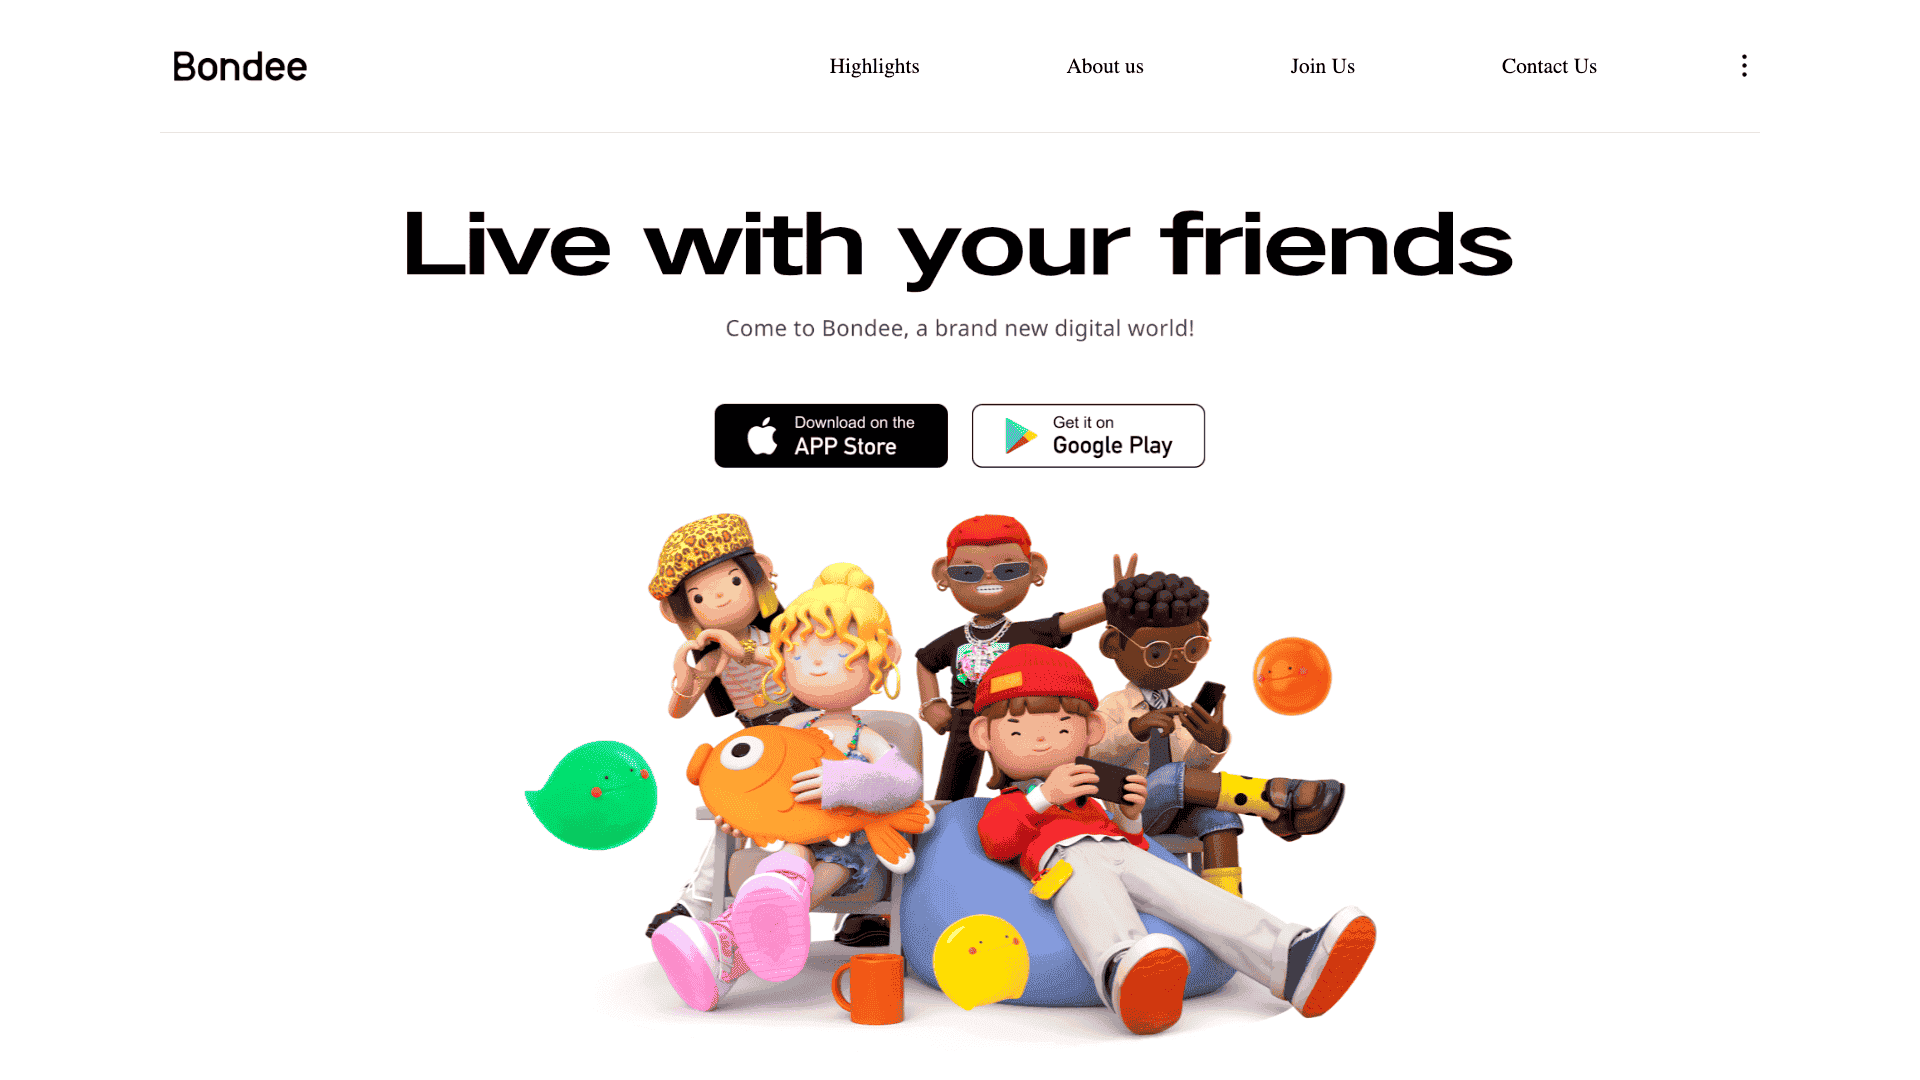 Bondee
Highlights
About us
Join Us
Contact Us
Live with your friends
Come to Bondee, a brand new digital world!
Download on the
APP Store
Get it on
Google Play